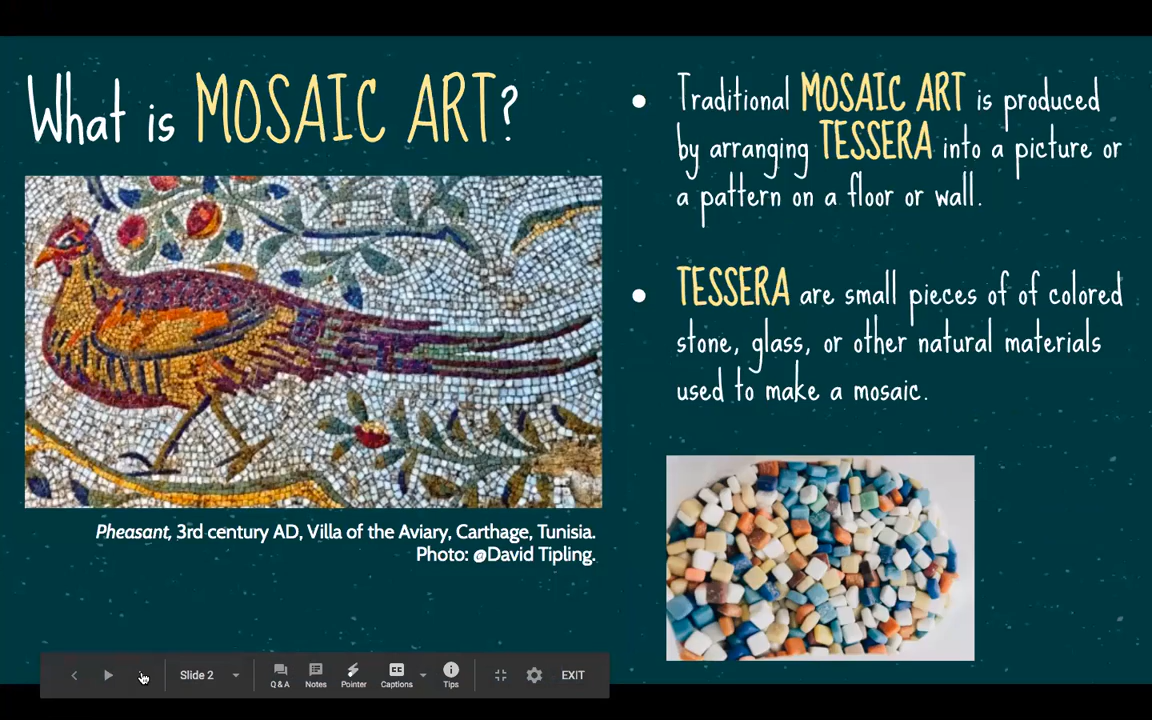 What is MOSAIC ART?
Pheasant, 3rd century AD, Villa of the Aviary, Carthage, Tunisia.
Photo: @David Tipling.
● Traditional MOSAIC ART is produced
by arranging TESSERA into a picture or
a pattern on a floor or wall.
● TESSERA are small pieces of of colored
stone, glass, or other natural materials
used to make a mosaic.
Slide 2
Q & A
Notes
Pointer
CC
Captions
Tips
EXIT